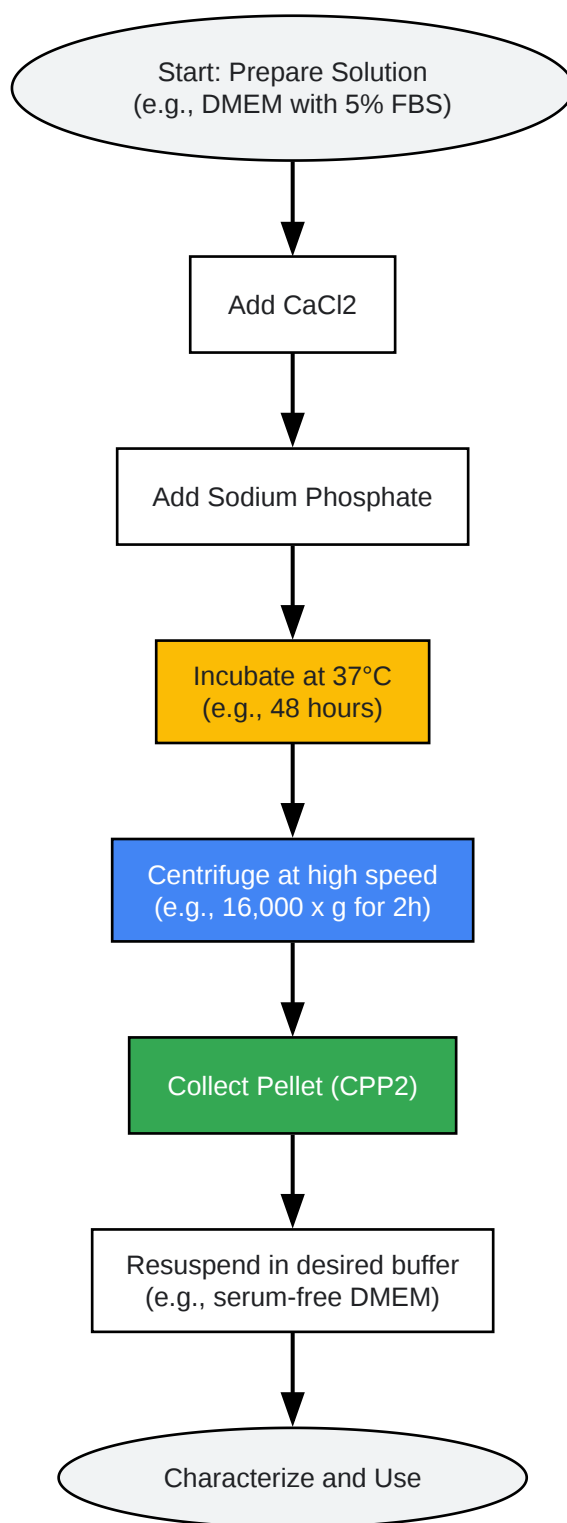 Start: Prepare Solution
(e.g., DMEM with 5% FBS)
Add CaCl2
Add Sodium Phosphate
Incubate at 37°C
(e.g., 48 hours)
Centrifuge at high speed
(e.g., 16,000 x g for 2h)
Collect Pellet (CPP2)
Resuspend in desired buffer
(e.g., serum-free DMEM)
Characterize and Use